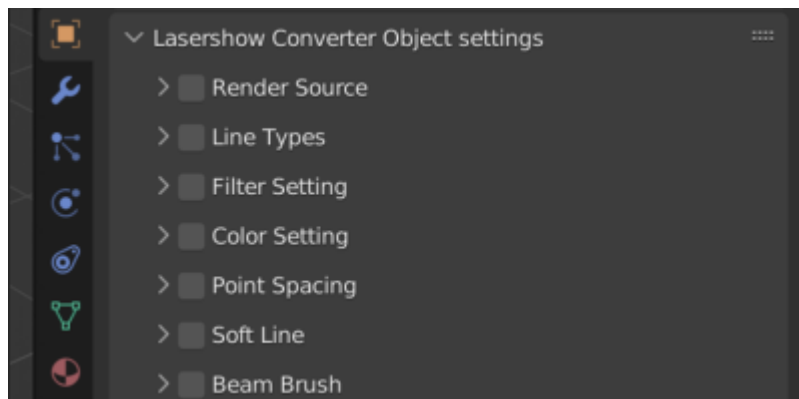 Lasershow Converter Object settings
Render Source
Line Types
Filter Setting
Color Setting
Point Spacing
Soft Line
Beam Brush